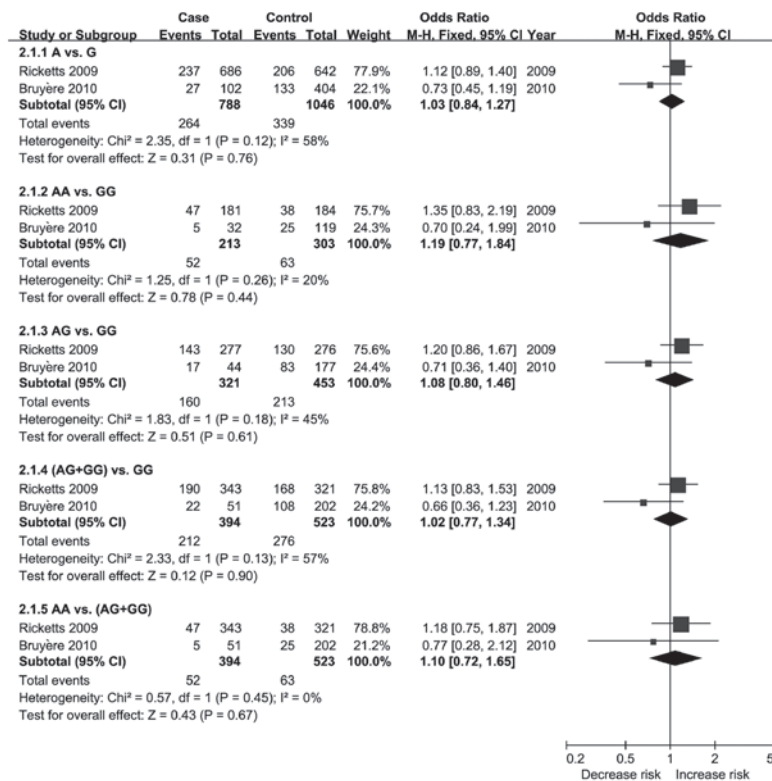 Case Control Odds Ratio Odds Ratio
Study or Subgroup Events Total Events Total Weight M-H. Fixed. 95% CI Year M-H. Fixed. 95% CI
2.1.1 A vs. G
Ricketts 2009 237 686 206 642 77.9% 1.12 [0.89, 1.40] 2009
Bruyère 2010 27 102 133 404 22.1% 0.73 [0.45, 1.19] 2010
Subtotal (95% CI) 788 1046 100.0% 1.03 [0.84, 1.27]
Total events 264 339
Heterogeneity: Chi² = 2.35, df = 1 (P = 0.12); I² = 58%
Test for overall effect: Z = 0.31 (P = 0.76)
2.1.2 AA vs. GG
Ricketts 2009 47 181 38 184 75.7% 1.35 [0.83, 2.19] 2009
Bruyère 2010 5 32 25 119 24.3% 0.70 [0.24, 1.99] 2010
Subtotal (95% CI) 213 303 100.0% 1.19 [0.77, 1.84]
Total events 52 63
Heterogeneity: Chi² = 1.25, df = 1 (P = 0.26); I² = 20%
Test for overall effect: Z = 0.78 (P = 0.44)
2.1.3 AG vs. GG
Ricketts 2009 143 277 130 276 75.6% 1.20 [0.86, 1.67] 2009
Bruyère 2010 17 44 83 177 24.4% 0.71 [0.36, 1.40] 2010
Subtotal (95% CI) 321 453 100.0% 1.08 [0.80, 1.46]
Total events 160 213
Heterogeneity: Chi² = 1.83, df = 1 (P = 0.18); I² = 45%
Test for overall effect: Z = 0.51 (P = 0.61)
2.1.4 (AG+GG) vs. GG
Ricketts 2009 190 343 168 321 75.8% 1.13 [0.83, 1.53] 2009
Bruyère 2010 22 51 108 202 24.2% 0.66 [0.36, 1.23] 2010
Subtotal (95% CI) 394 523 100.0% 1.02 [0.77, 1.34]
Total events 212 276
Heterogeneity: Chi² = 2.33, df = 1 (P = 0.13); I² = 57%
Test for overall effect: Z = 0.12 (P = 0.90)
2.1.5 AA vs. (AG+GG)
Ricketts 2009 47 343 38 321 78.8% 1.18 [0.75, 1.87] 2009
Bruyère 2010 5 51 25 202 21.2% 0.77 [0.28, 2.12] 2010
Subtotal (95% CI) 394 523 100.0% 1.10 [0.72, 1.65]
Total events 52 63
Heterogeneity: Chi² = 0.57, df = 1 (P = 0.45); I² = 0%
Test for overall effect: Z = 0.43 (P = 0.67)
0.2 0.5 1 2 5
Decrease risk Increase risk